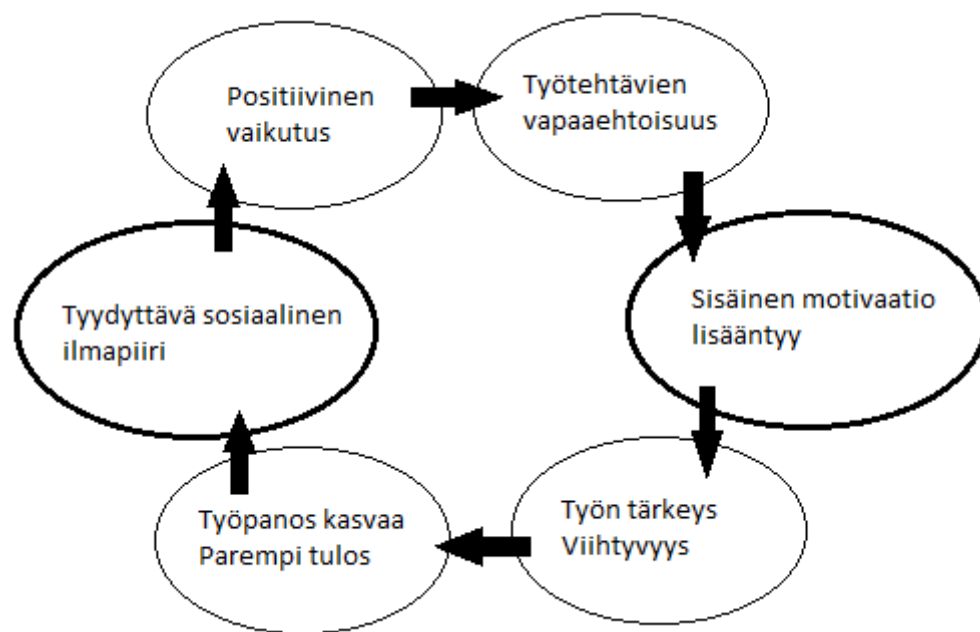 Positiivinen
vaikutus
Työtehtävien
vapaaehtoisuus
Sisäinen motivaatio
lisääntyy
Työn tärkeys
Viihtyvyys
Työpanos kasvaa
Parempi tulos
Tyydyttävä sosiaalinen
ilmapiiri